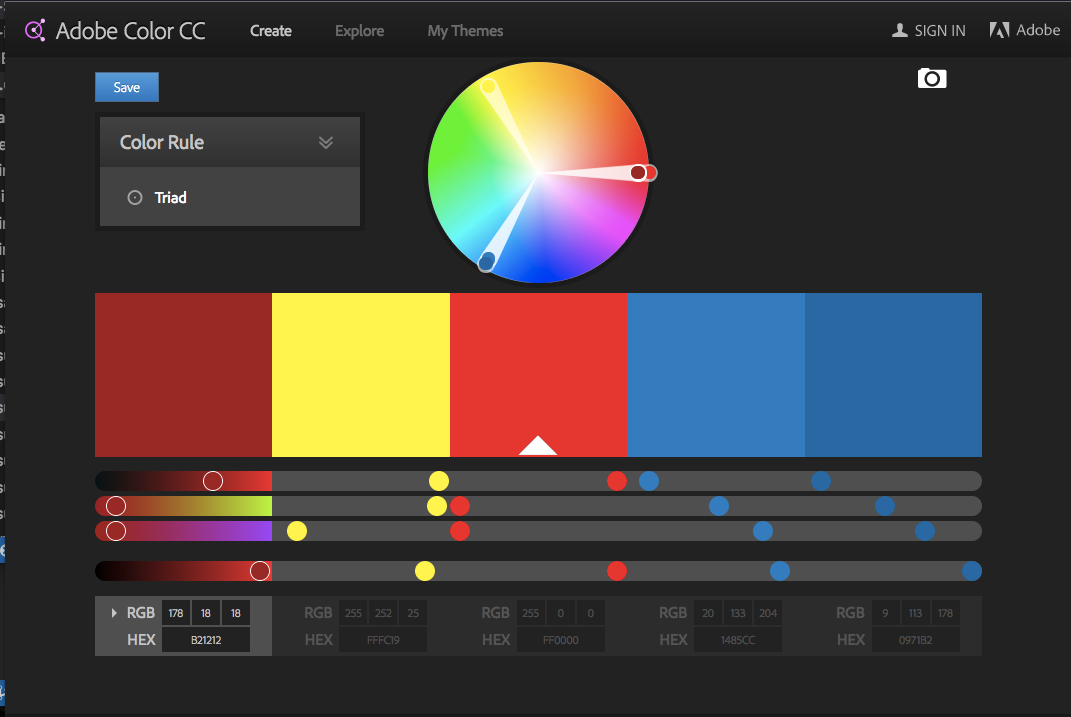 Adobe Color CC Create Explore My Themes SIGN IN Adobe
Save
Color Rule
Triad
RGB 178 18 18 RGB 255 252 25 RGB 255 0 0 RGB 20 133 204 RGB 9 113 178
HEX B21212 HEX FFFC19 HEX FF0000 HEX 1485CC HEX 0971B2